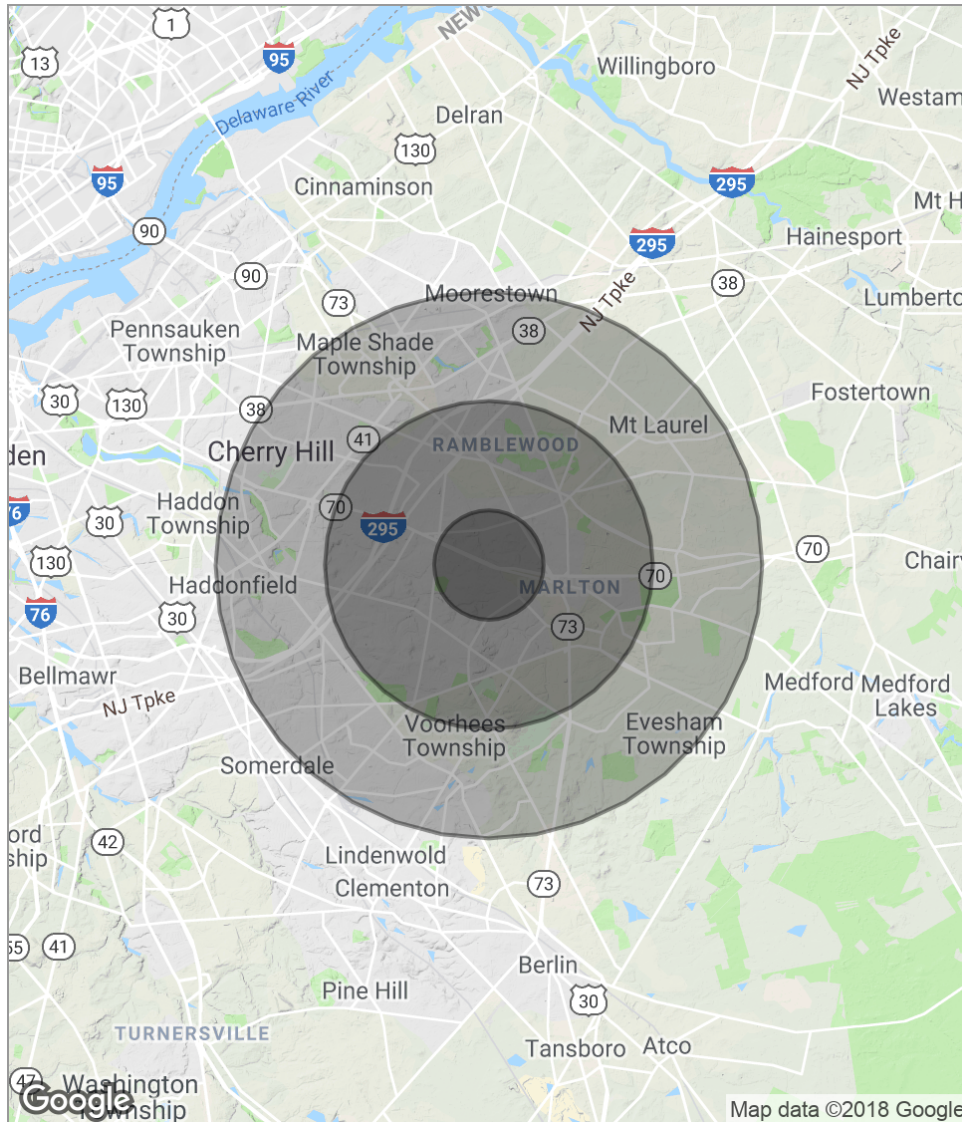 1
NEW
13
95
NJ Tpke
Willingboro
Westam
Delaware River
Delran
130
Cinnaminson
95
295
Mt H
90
295
Hainesport
90
73
Moorestown
38
Lumberto
NJ Tpke
38
Pennsauken
Township
Maple Shade
Township
30
130
38
Fostertown
Mt Laurel
41
RAMBLEWOOD
Cherry Hill
den
Haddon
Township
70
76
30
295
130
70
Chairv
Haddonfield
MARLTON
70
76
30
73
Bellmawr
NJ Tpke
Medford
Medford
Lakes
Voorhees
Township
Evesham
Township
Somerdale
ord
ship
42
Lindenwold
Clementon
73
55
41
Berlin
30
Pine Hill
TURNERSVILLE
Tansboro
Atco
47
Washington
Township
Google
Map data ©2018 Google